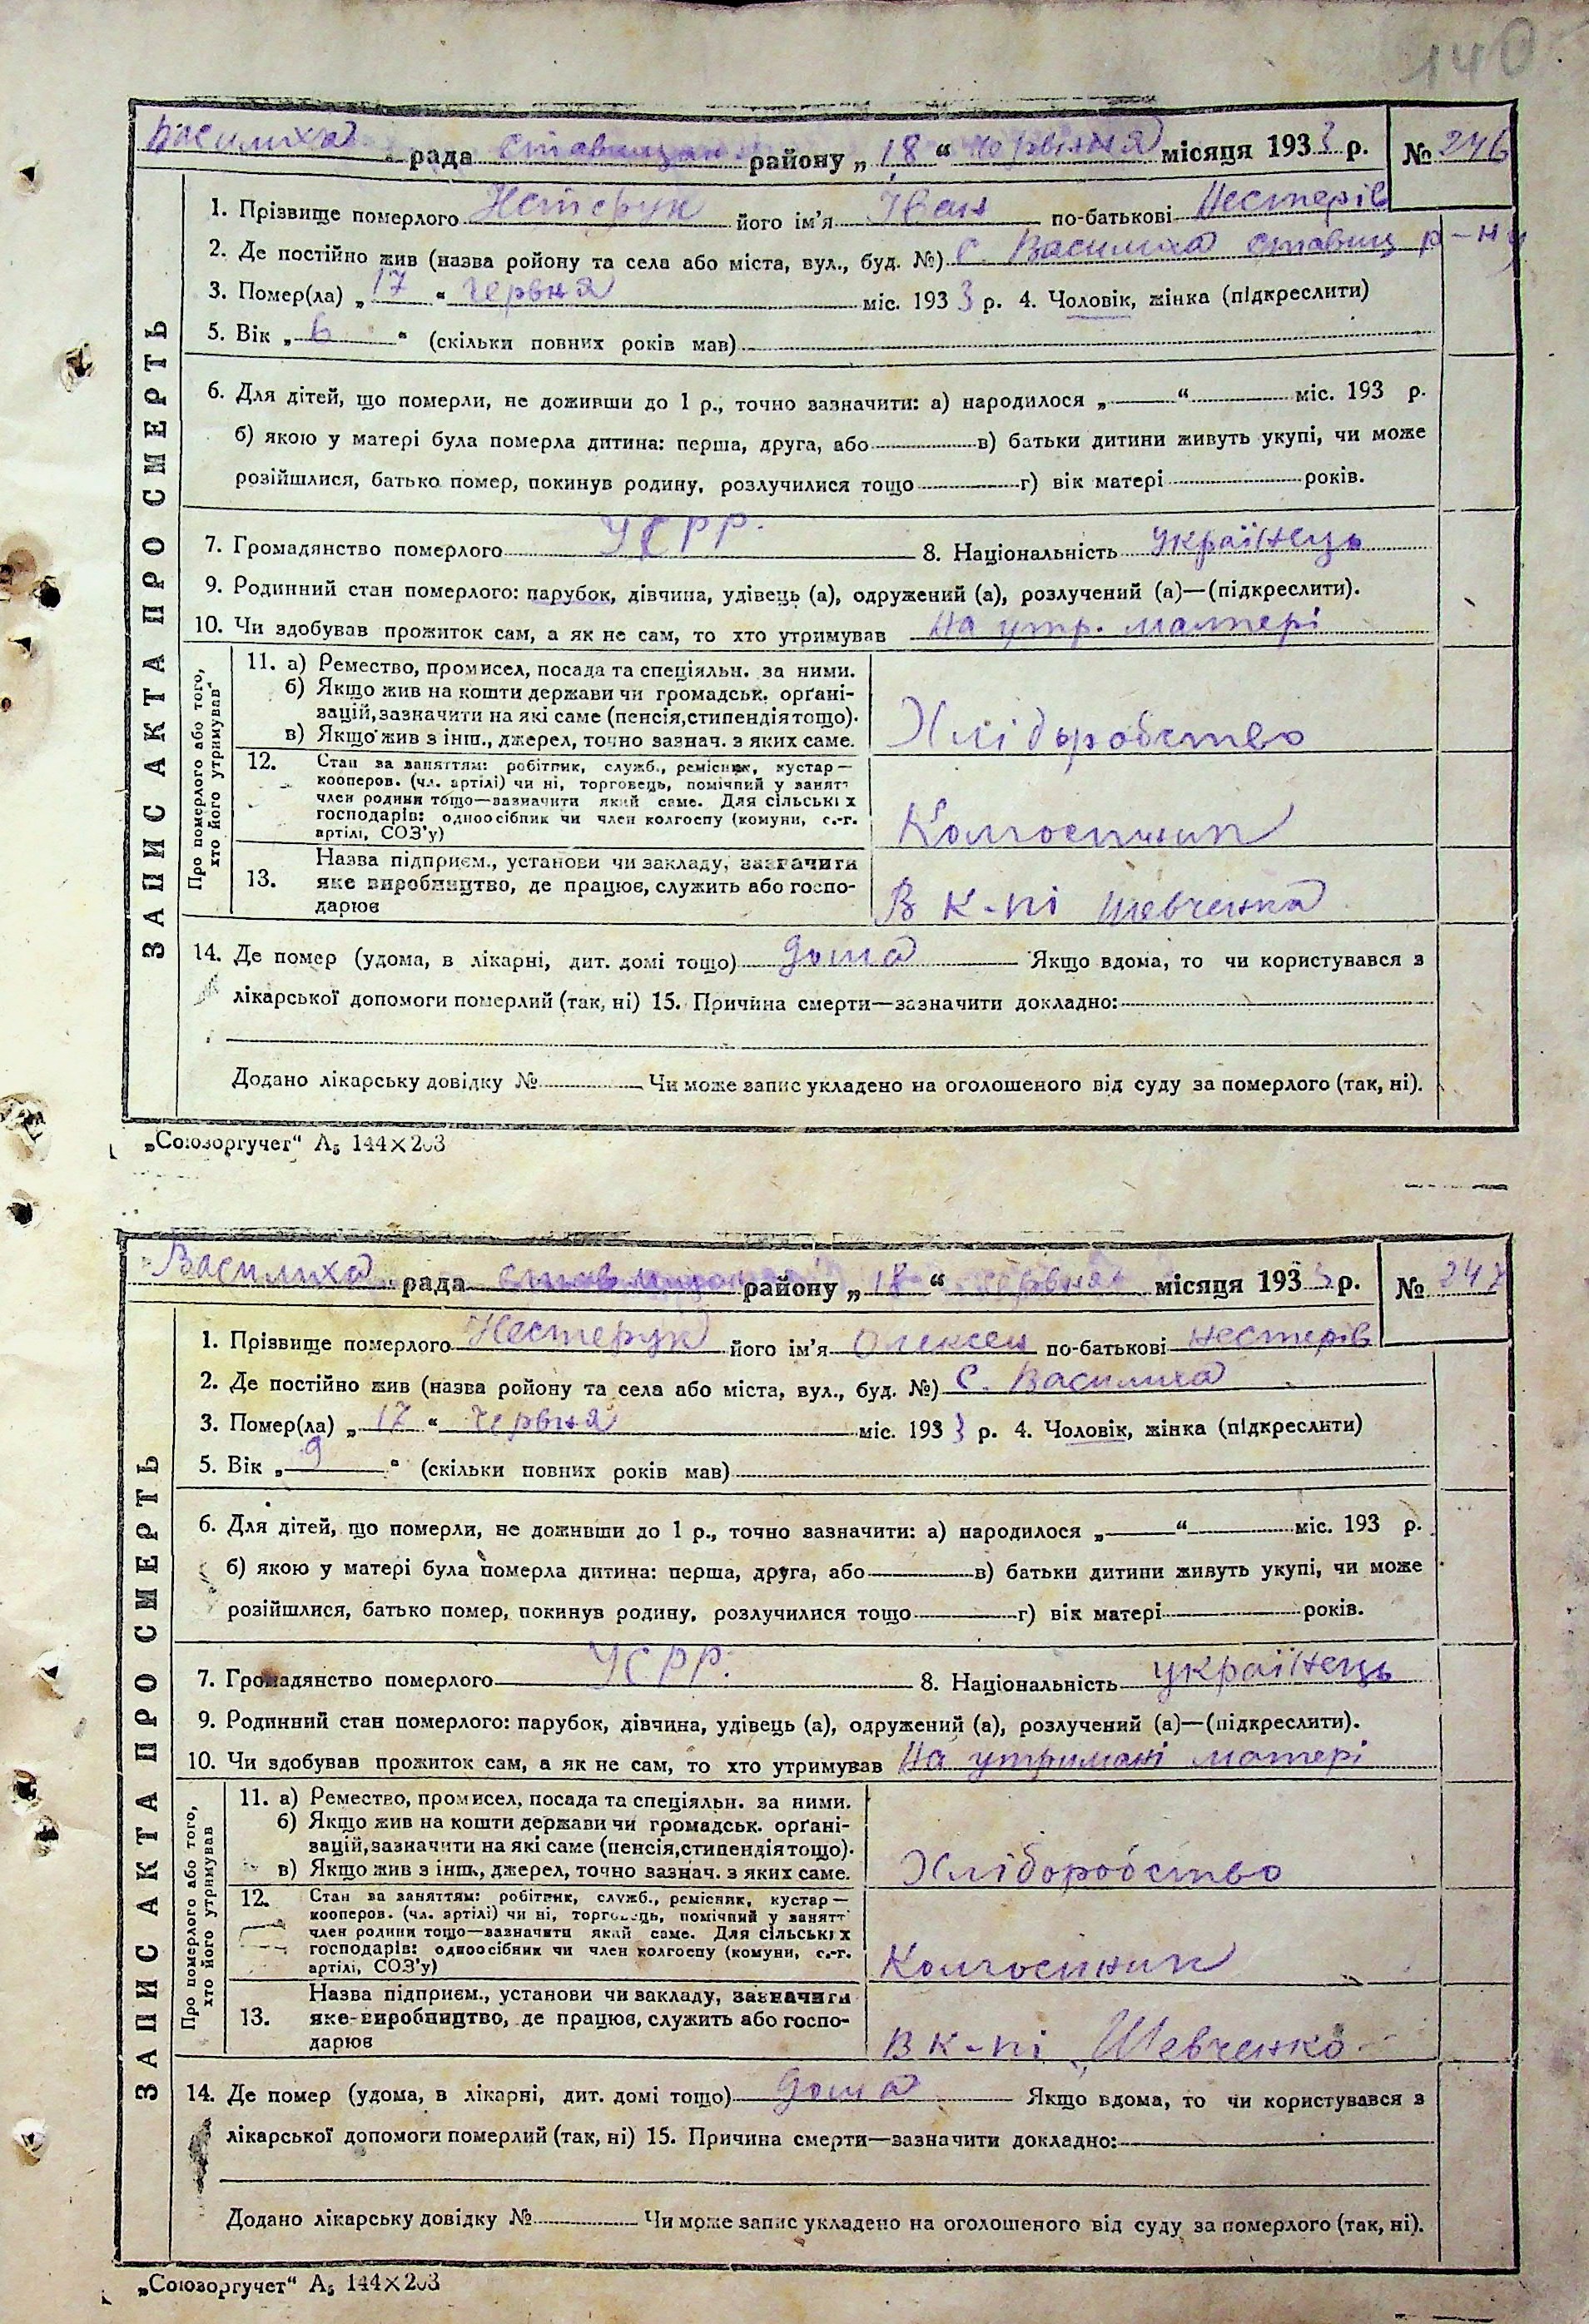 140
Василиха рада Ставищан району „ 18 “ червня місяця 1933 р. № 246
1. Прізвище померлого Нестерук його ім'я Іван по-батькові Нестерів
2. Де постійно жив (назва ройону та села або міста, вул., буд. №) с. Василиха ставищ р-ну
3. Помер(ла) „ 17 “ червня міс. 1933 р. 4. Чоловік, жінка (підкреслити)
5. Вік „ 6 “ (скільки повних років мав)
6. Для дітей, що померли, не доживши до 1 р., точно зазначити: а) народилося „ “ міс. 193 р.
б) якою у матері була померла дитина: перша, друга, або в) батьки дитини живуть укупі, чи може
розійшлися, батько помер, покинув родину, розлучилися тощо г) вік матері років.
7. Громадянство померлого УСРР. 8. Національність українець
9. Родинний стан померлого: парубок, дівчина, удівець (а), одружений (а), розлучений (а)—(підкреслити).
10. Чи здобував прожиток сам, а як не сам, то хто утримував На утр. матері
11. а) Ремество, промисел, посада та спеціяльн. за ними.
б) Якщо жив на кошти держави чи громадськ. орґані-
зацій, зазначити на які саме (пенсія, стипендія тощо).
в) Якщо жив з інш., джерел, точно зазнач. з яких саме. Хліборобство
12. Стан за заняттям: робітник, служб., ремісник, кустар—
кооперов. (чл. артілі) чи ні, торговець, помічний у занятт
член родини тощо—зазначити який саме. Для сільських
господарів: одноосібник чи член колгоспу (комуни, с.-г.
артілі, СОЗ'у) Колгоспник
13. Назва підприєм., установи чи закладу, зазначити
яке виробництво, де працює, служить або госпо-
дарює В к-пі Шевченка
14. Де помер (удома, в лікарні, дит. домі тощо) дома Якщо вдома, то чи користувався з
лікарської допомоги померлий (так, ні) 15. Причина смерти—зазначити докладно:
Додано лікарську довідку № Чи може запис укладено на оголошеного від суду за померлого (так, ні).
ЗАПИС АКТА ПРО СМЕРТЬ
Про померлого або того,
хто його утримував
„Союзоргучет“ А5 144×203
Василиха рада району „ 18 “ червня місяця 1933 р. № 247
1. Прізвище померлого Нестерук його ім'я Олексей по-батькові Нестерів
2. Де постійно жив (назва ройону та села або міста, вул., буд. №) с. Василиха
3. Помер(ла) „ 17 “ червня міс. 1933 р. 4. Чоловік, жінка (підкреслити)
5. Вік „ 9 “ (скільки повних років мав)
6. Для дітей, що померли, не доживши до 1 р., точно зазначити: а) народилося „ “ міс. 193 р.
б) якою у матері була померла дитина: перша, друга, або в) батьки дитини живуть укупі, чи може
розійшлися, батько помер, покинув родину, розлучилися тощо г) вік матері років.
7. Громадянство померлого УСРР. 8. Національність українець
9. Родинний стан померлого: парубок, дівчина, удівець (а), одружений (а), розлучений (а)—(підкреслити).
10. Чи здобував прожиток сам, а як не сам, то хто утримував На утримані матері
11. а) Ремество, промисел, посада та спеціяльн. за ними.
б) Якщо жив на кошти держави чи громадськ. орґані-
зацій, зазначити на які саме (пенсія, стипендія тощо).
в) Якщо жив з інш., джерел, точно зазнач. з яких саме. Хліборобство
12. Стан за заняттям: робітник, служб., ремісник, кустар—
кооперов. (чл. артілі) чи ні, торговець, помічний у занятт
член родини тощо—зазначити який саме. Для сільських
господарів: одноосібник чи член колгоспу (комуни, с.-г.
артілі, СОЗ'у) Колгоспник
13. Назва підприєм., установи чи закладу, зазначити
яке виробництво, де працює, служить або госпо-
дарює В к-пі „Шевченко
14. Де помер (удома, в лікарні, дит. домі тощо) дома Якщо вдома, то чи користувався з
лікарської допомоги померлий (так, ні) 15. Причина смерти—зазначити докладно:
Додано лікарську довідку № Чи може запис укладено на оголошеного від суду за померлого (так, ні).
ЗАПИС АКТА ПРО СМЕРТЬ
Про померлого або того,
хто його утримував
„Союзоргучет“ А5 144×203